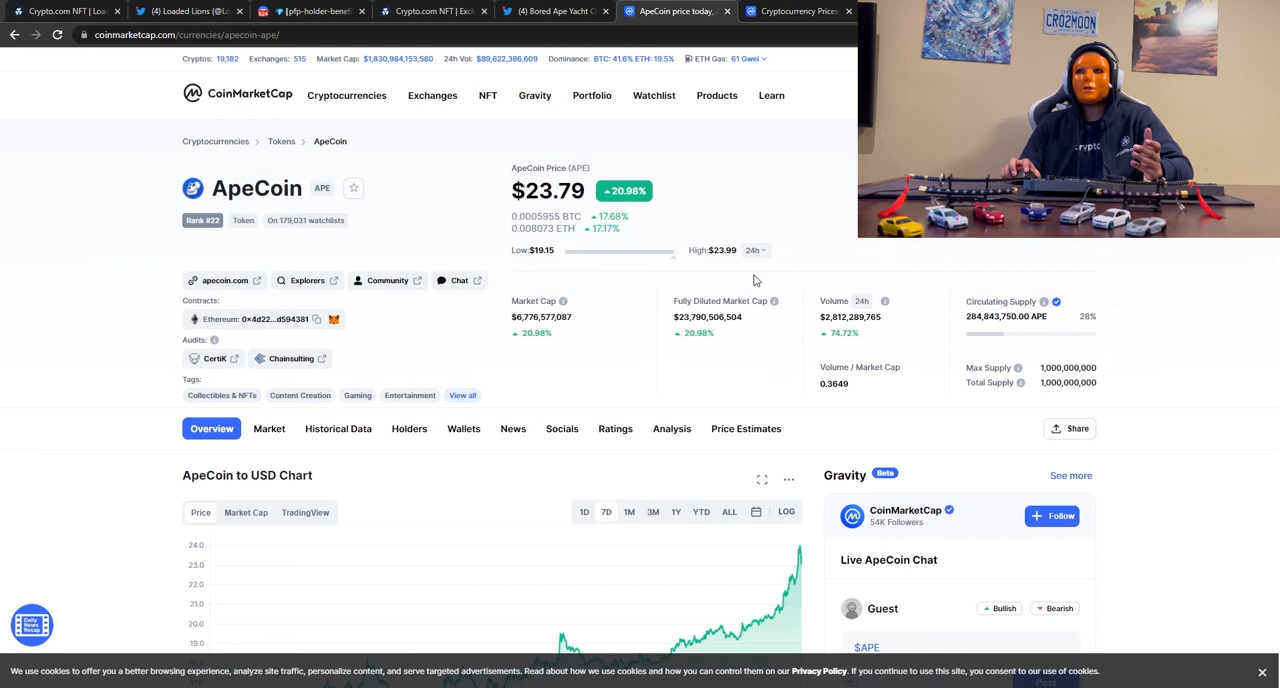 Crypto.com NFT | Loa
(4) Loaded Lions (@Lo
624
|pfp-holder-benef
Crypto.com NFT | Exc
(4) Bored Ape Yacht C
ApeCoin price today,
Cryptocurrency Prices
coinmarketcap.com/currencies/apecoin-ape/
Cryptos: 19,182 Exchanges: 515 Market Cap: $1,830,984,153,580 24h Vol: $89,622,386,609 Dominance: BTC: 41.6% ETH: 19.5% ETH Gas: 61 Gwei
CRO2MOON
CoinMarketCap Cryptocurrencies Exchanges NFT Gravity Portfolio Watchlist Products Learn
Cryptocurrencies > Tokens > ApeCoin
crypto
ApeCoin Price (APE)
ApeCoin APE
$23.79 20.98%
Rank #22 Token On 179,031 watchlists
0.0005955 BTC 17.68%
0.008073 ETH 17.17%
Low:$19.15 High:$23.99 24h
apecoin.com Explorers Community Chat
Contracts:
Ethereum: 0×4d22...d594381
Audits:
CertiK Chainsulting
Tags:
Collectibles & NFTs Content Creation Gaming Entertainment View all
Market Cap
$6,776,577,087
20.98%
Fully Diluted Market Cap
$23,790,506,504
20.98%
Volume 24h
$2,812,289,765
74.72%
Volume / Market Cap
0.3649
Circulating Supply
284,843,750.00 APE 28%
Max Supply 1,000,000,000
Total Supply 1,000,000,000
Overview Market Historical Data Holders Wallets News Socials Ratings Analysis Price Estimates Share
ApeCoin to USD Chart
Price Market Cap TradingView
1D 7D 1M 3M 1Y YTD ALL LOG
24.0
23.0
22.0
21.0
20.0
19.0
Gravity Beta See more
CoinMarketCap
54K Followers
Follow
Live ApeCoin Chat
Guest Bullish Bearish
$APE
Post
Daily
News
Recap
We use cookies to offer you a better browsing experience, analyze site traffic, personalize content, and serve targeted advertisements. Read about how we use cookies and how you can control them on our Privacy Policy. If you continue to use this site, you consent to our use of cookies.